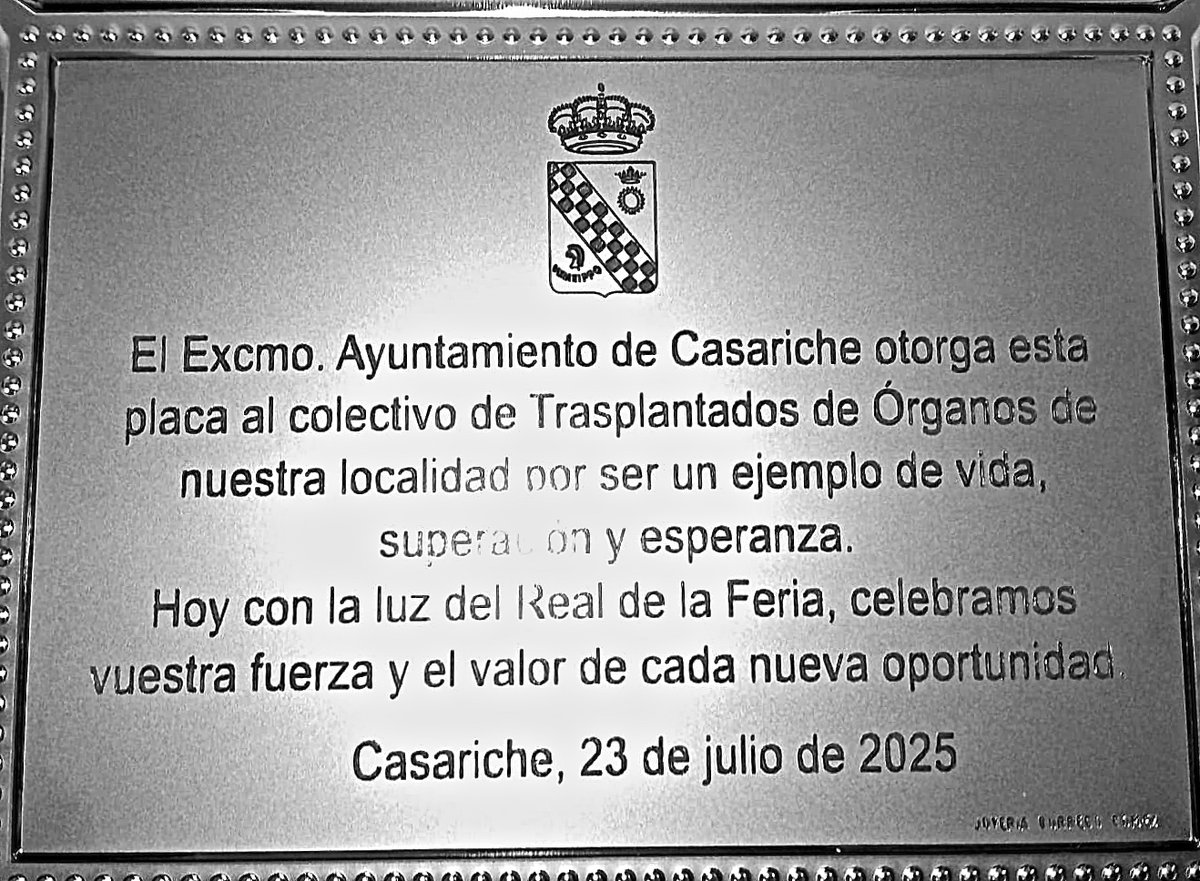 El Excmo. Ayuntamiento de Casariche otorga esta
placa al colectivo de Trasplantados de Órganos de
nuestra localidad por ser un ejemplo de vida,
superación y esperanza.
Hoy con la luz del Real de la Feria, celebramos
vuestra fuerza y el valor de cada nueva oportunidad.
Casariche, 23 de julio de 2025
JOYERIA